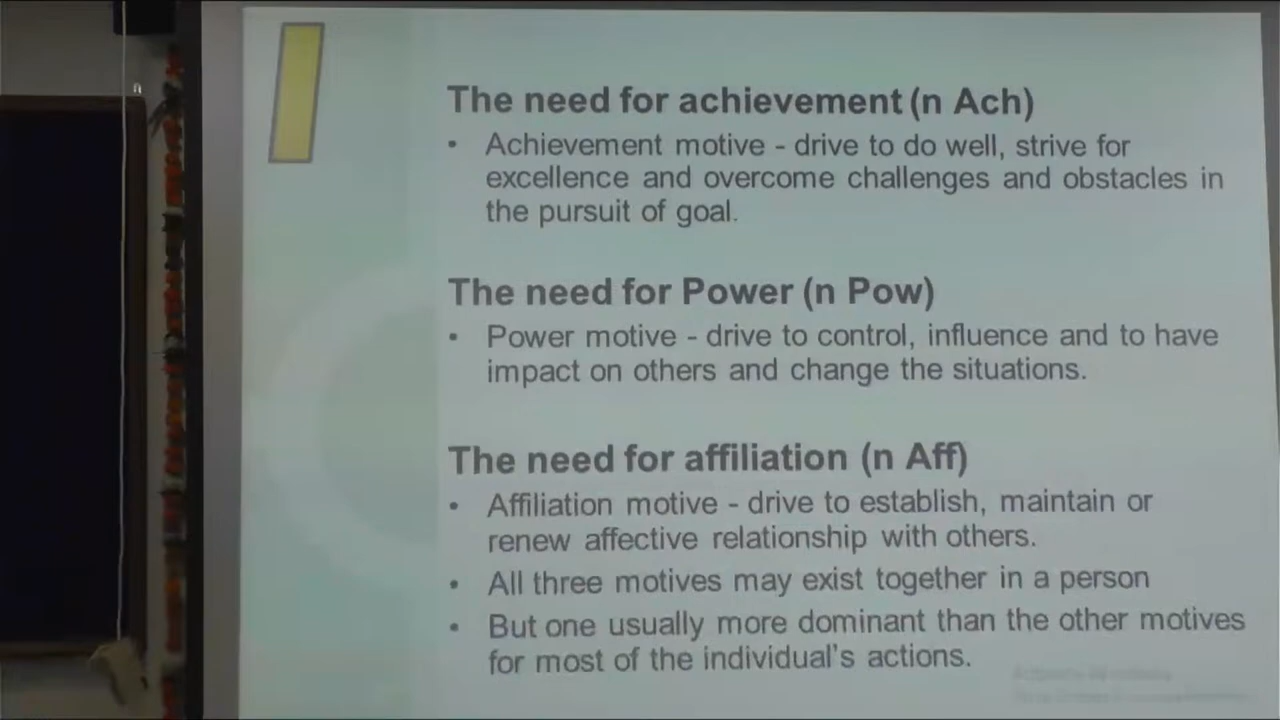 The need for achievement (n Ach)
• Achievement motive - drive to do well, strive for
excellence and overcome challenges and obstacles in
the pursuit of goal.
The need for Power (n Pow)
• Power motive - drive to control, influence and to have
impact on others and change the situations.
The need for affiliation (n Aff)
• Affiliation motive - drive to establish, maintain or
renew affective relationship with others.
• All three motives may exist together in a person
• But one usually more dominant than the other motives
for most of the individual's actions.